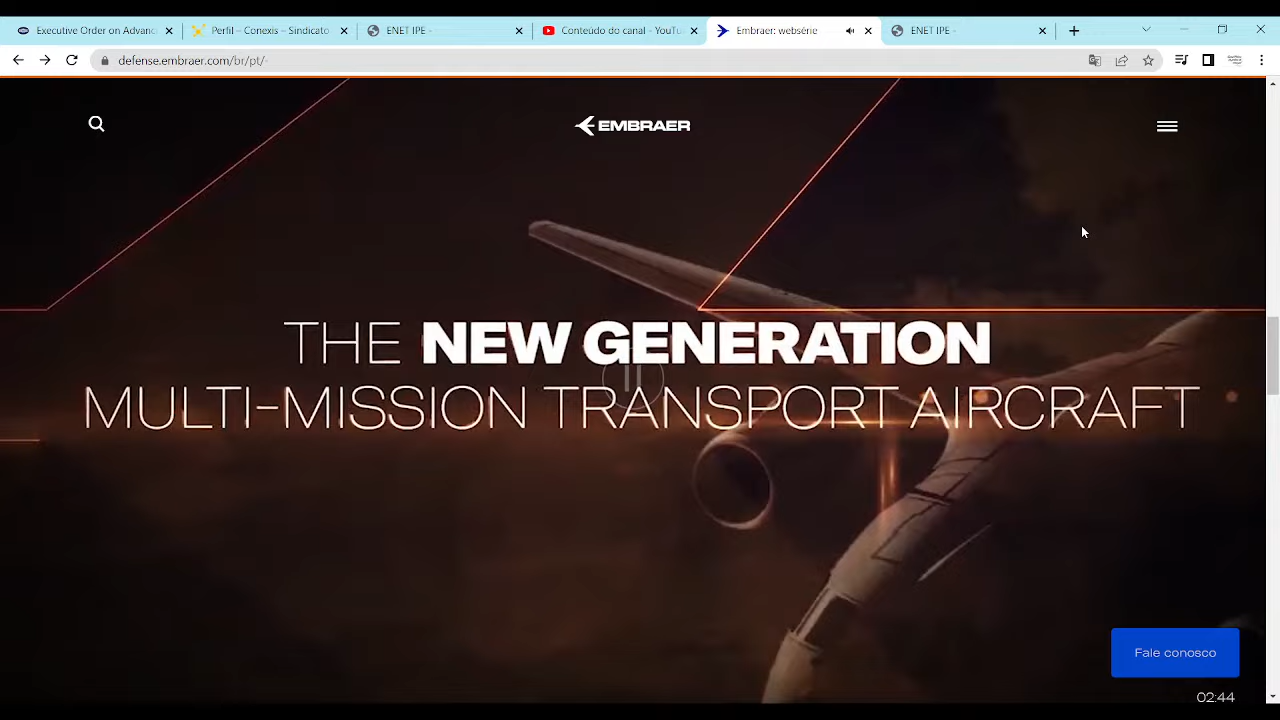 Executive Order on Advanc
Perfil – Conexis – Sindicato
ENET IPE -
Conteúdo do canal - YouTu
Embraer: websérie
ENET IPE -
defense.embraer.com/br/pt/-
EMBRAER
THE NEW GENERATION
MULTI-MISSION TRANSPORT AIRCRAFT
Fale conosco
02:44